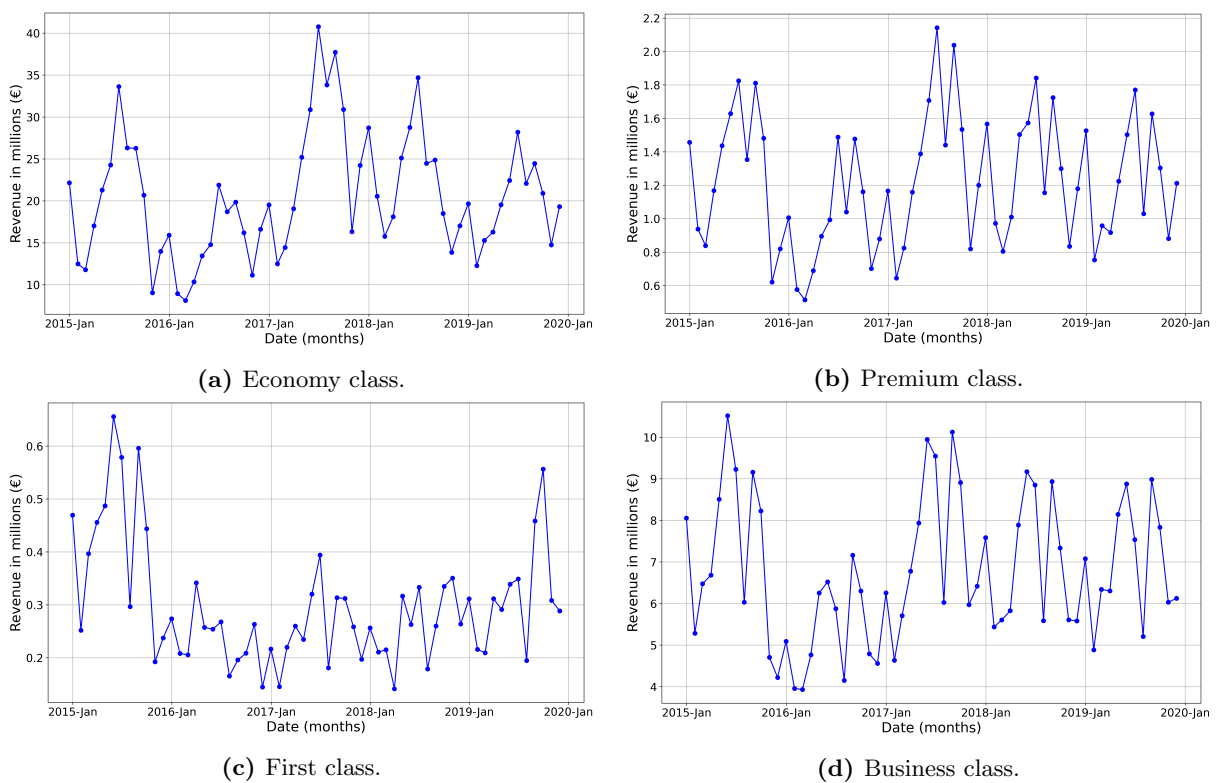 Revenue in millions (€)
40
35
30
25
20
15
10
2015-Jan 2016-Jan 2017-Jan 2018-Jan 2019-Jan 2020-Jan
Date (months)
(a) Economy class.
Revenue in millions (€)
2.2
2.0
1.8
1.6
1.4
1.2
1.0
0.8
0.6
2015-Jan 2016-Jan 2017-Jan 2018-Jan 2019-Jan 2020-Jan
Date (months)
(b) Premium class.
Revenue in millions (€)
0.6
0.5
0.4
0.3
0.2
2015-Jan 2016-Jan 2017-Jan 2018-Jan 2019-Jan 2020-Jan
Date (months)
(c) First class.
Revenue in millions (€)
10
9
8
7
6
5
4
2015-Jan 2016-Jan 2017-Jan 2018-Jan 2019-Jan 2020-Jan
Date (months)
(d) Business class.